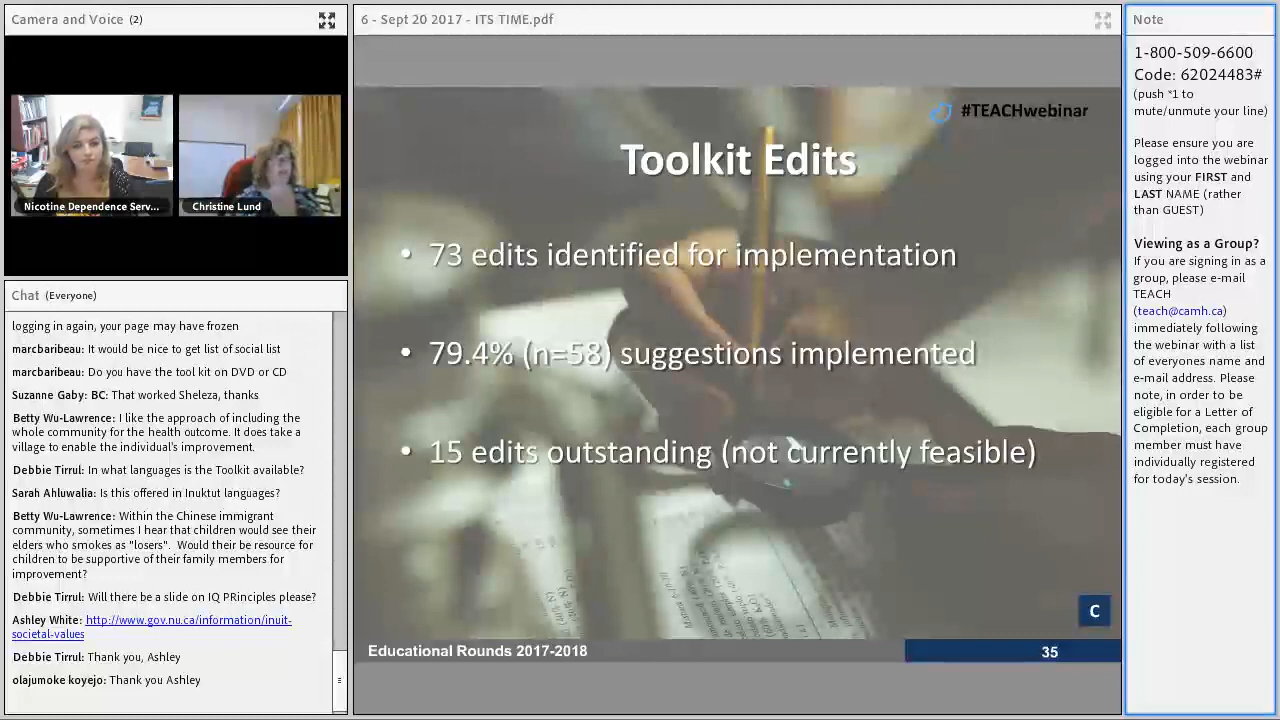 Camera and Voice (2)
Nicotine Dependence Serv...
Christine Lund
Chat (Everyone)
logging in again, your page may have frozen
marcbaribeau: It would be nice to get list of social list
marcbaribeau: Do you have the tool kit on DVD or CD
Suzanne Gaby: BC: That worked Sheleza, thanks
Betty Wu-Lawrence: I like the approach of including the
whole community for the health outcome. It does take a
village to enable the individual's improvement.
Debbie Tirrul: In what languages is the Toolkit available?
Sarah Ahluwalia: Is this offered in Inuktut languages?
Betty Wu-Lawrence: Within the Chinese immigrant
community, sometimes I hear that children would see their
elders who smokes as "losers". Would their be resource for
children to be supportive of their family members for
improvement?
Debbie Tirrul: Will there be a slide on IQ PRinciples please?
Ashley White: http://www.gov.nu.ca/information/inuit-
societal-values
Debbie Tirrul: Thank you, Ashley
olajumoke koyejo: Thank you Ashley
6 - Sept 20 2017 - ITS TIME.pdf
#TEACHwebinar
Toolkit Edits
• 73 edits identified for implementation
• 79.4% (n=58) suggestions implemented
• 15 edits outstanding (not currently feasible)
C
Educational Rounds 2017-2018
35
Note
1-800-509-6600
Code: 62024483#
(push *1 to
mute/unmute your line)
Please ensure you are
logged into the webinar
using your FIRST and
LAST NAME (rather
than GUEST)
Viewing as a Group?
If you are signing in as a
group, please e-mail
TEACH
(teach@camh.ca)
immediately following
the webinar with a list
of everyones name and
e-mail address. Please
note, in order to be
eligible for a Letter of
Completion, each group
member must have
individually registered
for today's session.